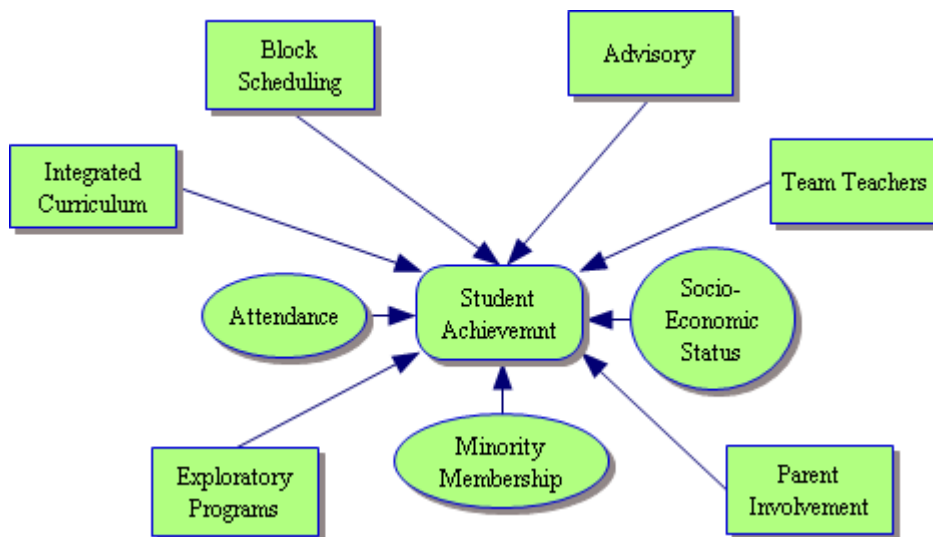 Block
Scheduling
Advisory
Integrated
Curriculum
Team Teachers
Attendance
Student
Achievemnt
Socio-
Economic
Status
Exploratory
Programs
Minority
Membership
Parent
Involvement